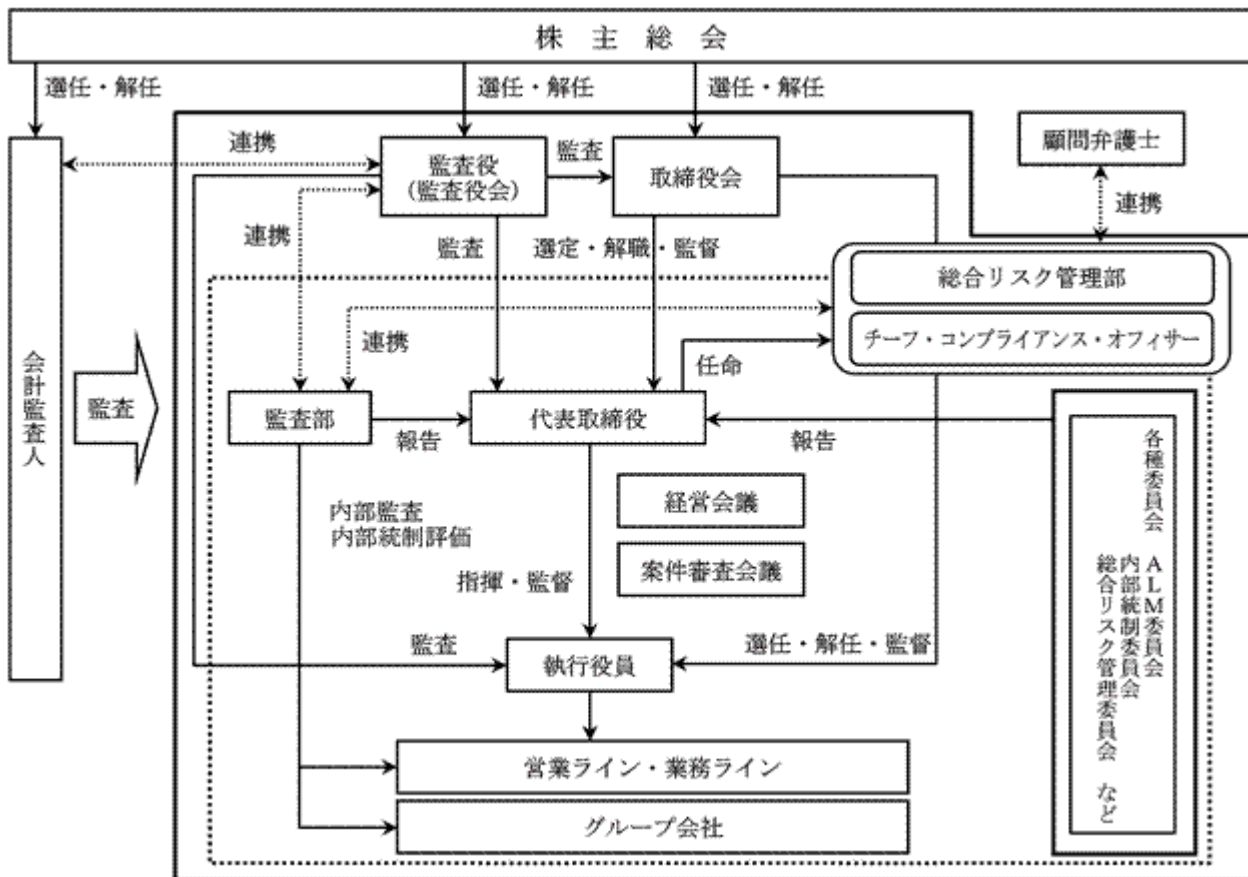 株主総会
選任・解任
選任・解任
選任・解任
顧問弁護士
連携
監査役
(監査役会)
監査
取締役会
連携
連携
監査
選定・解職・監督
総合リスク管理部
チーフ・コンプライアンス・オフィサー
連携
任命
会計監査人
監査
監査部
報告
代表取締役
報告
各種委員会
ALM委員会
内部統制委員会
総合リスク管理委員会 など
内部監査
内部統制評価
経営会議
案件審査会議
指揮・監督
監査
執行役員
選任・解任・監督
営業ライン・業務ライン
グループ会社